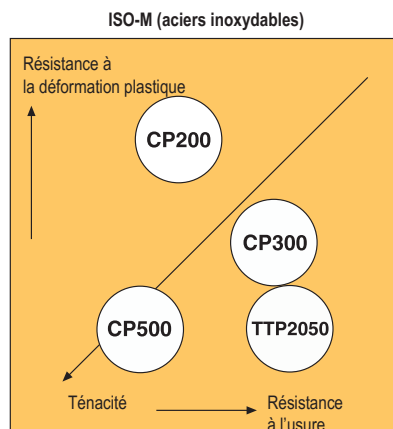 ISO-M (aciers inoxydables)
Résistance à
la déformation plastique
CP200
CP300
CP500
TTP2050
Ténacité
Résistance
à l'usure